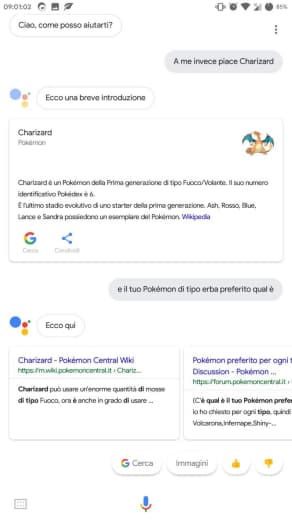 09:01:02
85%
Ciao, come posso aiutarti?
A me invece piace Charizard
Ecco una breve introduzione
Charizard
Pokémon
Charizard è un Pokémon della Prima generazione di tipo Fuoco/Volante. Il suo numero
identificativo Pokédex è 6.
È l'ultimo stadio evolutivo di uno starter della prima generazione. Ash, Rosso, Blue,
Lance e Sandra possiedono un esemplare del Pokémon. Wikipedia
Cerca
Condividi
e il tuo Pokémon di tipo erba preferito qual è
Ecco qui
Charizard - Pokémon Central Wiki
https://m.wiki.pokemoncentral.it › Chariz...
Charizard può usare un'enorme quantità di mosse
di tipo Fuoco, ora è anche in grado di usare ...
Pokémon preferito per ogni t
Discussion - Pokémon ...
https://forum.pokemoncentral.it
(C'è qual è il tuo Pokémon prefer
io ho chiesto per ogni tipo, quindi
Volcarona,Infernape,Shiny-...
Cerca
Immagini